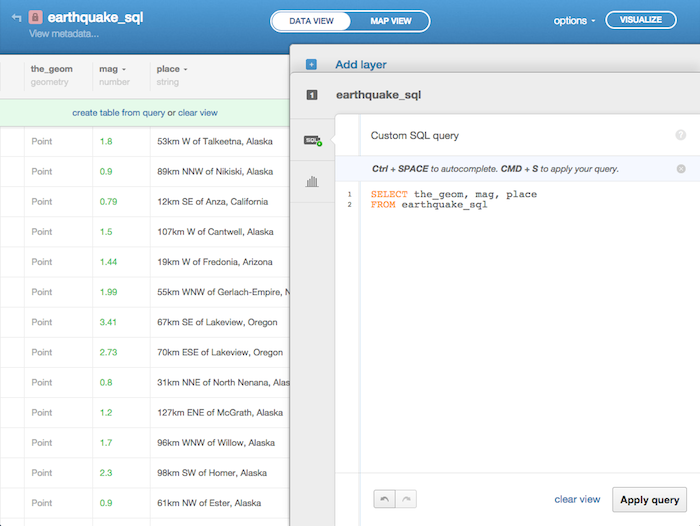 earthquake_sql
View metadata...
DATA VIEW MAP VIEW
options
VISUALIZE
the_geom mag place
geometry number string
create table from query or clear view
Point 1.8 53km W of Talkeetna, Alaska
Point 0.9 89km NNW of Nikiski, Alaska
Point 0.79 12km SE of Anza, California
Point 1.5 107km W of Cantwell, Alaska
Point 1.44 19km W of Fredonia, Arizona
Point 1.99 55km WNW of Gerlach-Empire, N
Point 3.41 67km SE of Lakeview, Oregon
Point 2.73 70km ESE of Lakeview, Oregon
Point 0.8 31km NNE of North Nenana, Alas
Point 1.2 127km ENE of McGrath, Alaska
Point 1.7 96km WNW of Willow, Alaska
Point 2.3 98km SW of Homer, Alaska
Point 0.9 61km NW of Ester, Alaska
+ Add layer
1 earthquake_sql
SQL
Custom SQL query ?
Ctrl + SPACE to autocomplete. CMD + S to apply your query.
1 SELECT the_geom, mag, place
2 FROM earthquake_sql
clear view Apply query